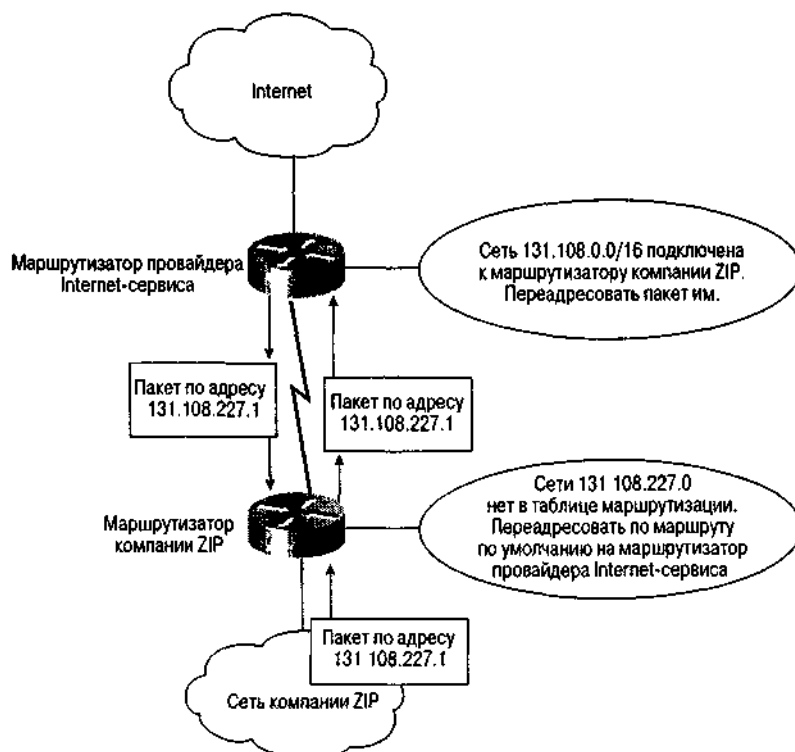 Internet
Маршрутизатор провайдера
Internet-сервиса
Сеть 131.108.0.0/16 подключена
к маршрутизатору компании ZIP.
Переадресовать пакет им.
Пакет по адресу
131.108.227.1
Пакет по адресу
131.108.227.1
Маршрутизатор
компании ZIP
Сети 131 108.227.0
нет в таблице маршрутизации.
Переадресовать по маршруту
по умолчанию на маршрутизатор
провайдера Internet-сервиса
Пакет по адресу
131 108.227.1
Сеть компании ZIP